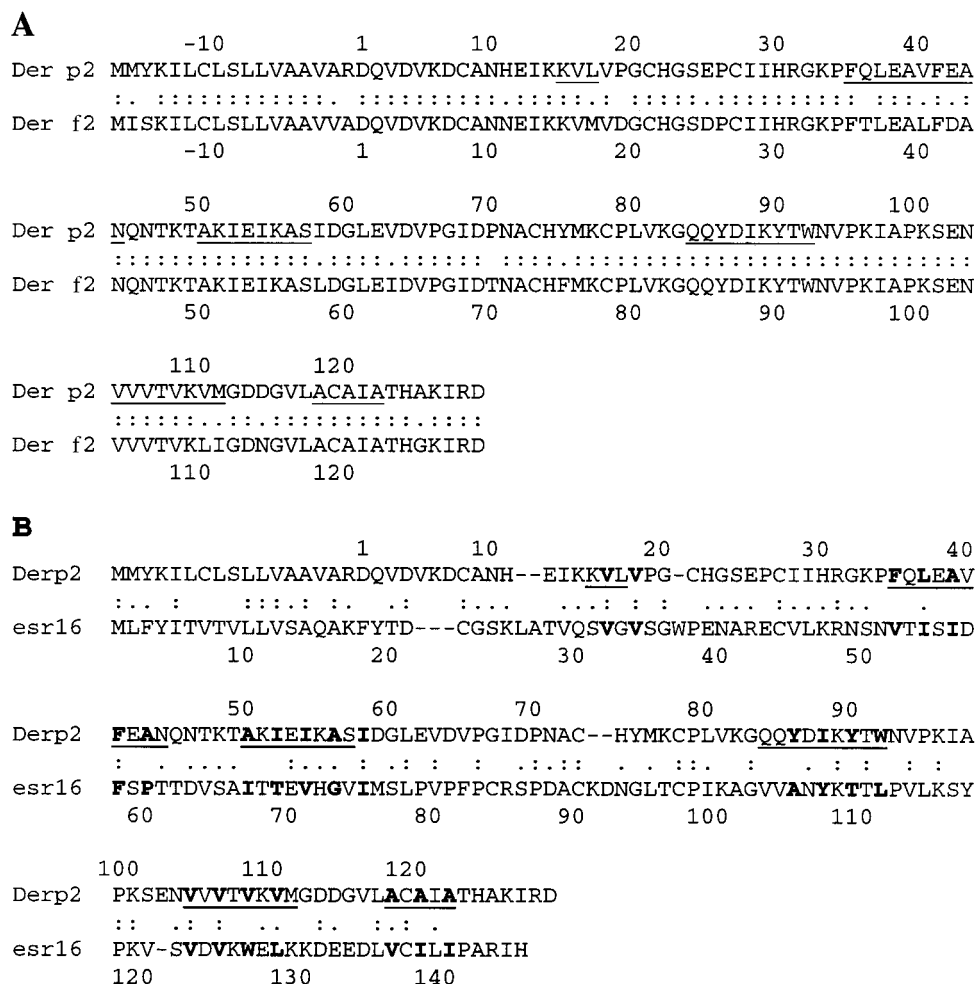 A
-10 1 10 20 30 40
Der p2 MMYKILCLSLLVAAVARDQVDVKDCANHEIKKVLVPGCHGSEPCIIHRGKPFQLEAVFEA
:. :::::::::::: :::::::::: :::::::.: ::::.::::::::::: :::.:.:
Der f2 MISKILCLSLLVAAVVADQVDVKDCANNEIKKVMVDGCHGSDPCIIHRGKPFTLEALFDA
-10 1 10 20 30 40
50 60 70 80 90 100
Der p2 NQNTKTAKIEIKASIDGLEVDVPGIDPNACHYMKCPLVKGQQYDIKYTWNVPKIAPKSEN
::::::::::::::.::::.:::::: ::::.::::::::::::::::::::::::::::
Der f2 NQNTKTAKIEIKASLDGLEIDVPGIDTNACHFMKCPLVKGQQYDIKYTWNVPKIAPKSEN
50 60 70 80 90 100
110 120
Der p2 VVVTVKVMGDDGVLACAIATHAKIRD
::::::..::.:::::::::.::::
Der f2 VVVTVKLIGDNGVLACAIATHGKIRD
110 120
B
1 10 20 30 40
Derp2 MMYKILCLSLLVAAVARDQVDVKDCANH--EIKKVLVPG-CHGSEPCIIHRGKPFQLEAV
esr16 MLFYITVTVLLVSAQAKFYTD---CGSKLATVQSVGVSGWPENARECVLKRNSNVTISID
10 20 30 40 50
50 60 70 80 90
Derp2 FEANQNTKTAKIEIKASIDGLEVDVPGIDPNAC--HYMKCPLVKGQQYDIKYTWNVPKIA
esr16 FSPTTDVSAITTEVHGVIMSLPVPFPCRSPDACKDNGLTCPIKAGVVANYKTTLPVLKSY
60 70 80 90 100 110
100 110 120
Derp2 PKSENVVVTVKVMGDDGVLACAIATHAKIRD
esr16 PKV-SVDVKWELKKDEEDLVCILIPARIH
120 130 140